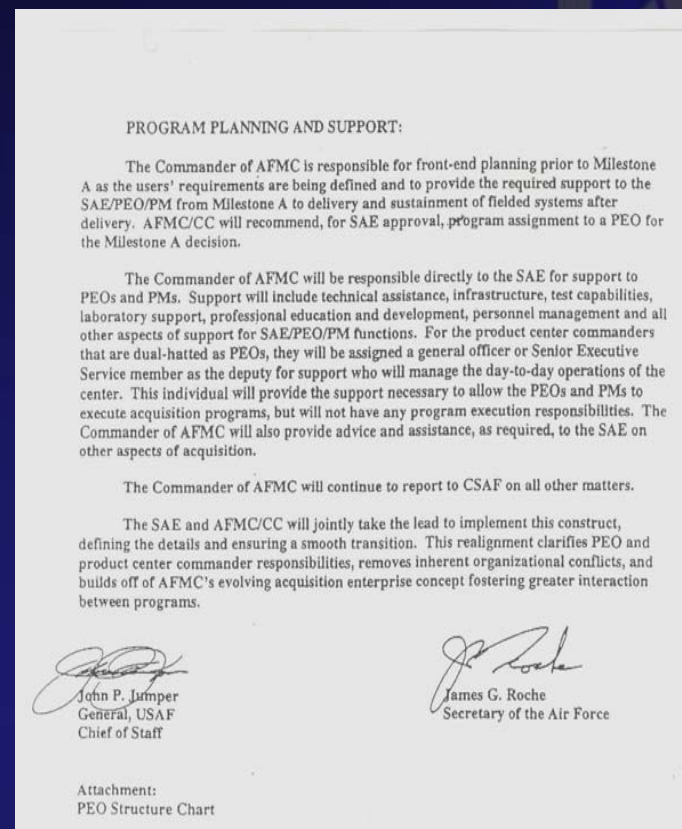 PROGRAM PLANNING AND SUPPORT:
The Commander of AFMC is responsible for front-end planning prior to Milestone
A as the users' requirements are being defined and to provide the required support to the
SAE/PEO/PM from Milestone A to delivery and sustainment of fielded systems after
delivery. AFMC/CC will recommend, for SAE approval, program assignment to a PEO for
the Milestone A decision.
The Commander of AFMC will be responsible directly to the SAE for support to
PEOs and PMs. Support will include technical assistance, infrastructure, test capabilities,
laboratory support, professional education and development, personnel management and all
other aspects of support for SAE/PEO/PM functions. For the product center commanders
that are dual-hatted as PEOs, they will be assigned a general officer or Senior Executive
Service member as the deputy for support who will manage the day-to-day operations of the
center. This individual will provide the support necessary to allow the PEOs and PMs to
execute acquisition programs, but will not have any program execution responsibilities. The
Commander of AFMC will also provide advice and assistance, as required, to the SAE on
other aspects of acquisition.
The Commander of AFMC will continue to report to CSAF on all other matters.
The SAE and AFMC/CC will jointly take the lead to implement this construct,
defining the details and ensuring a smooth transition. This realignment clarifies PEO and
product center commander responsibilities, removes inherent organizational conflicts, and
builds off of AFMC's evolving acquisition enterprise concept fostering greater interaction
between programs.
John P. Jumper
General, USAF
Chief of Staff
James G. Roche
Secretary of the Air Force
Attachment:
PEO Structure Chart